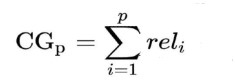 CG_p = \sum_{i=1}^{p} rel_i